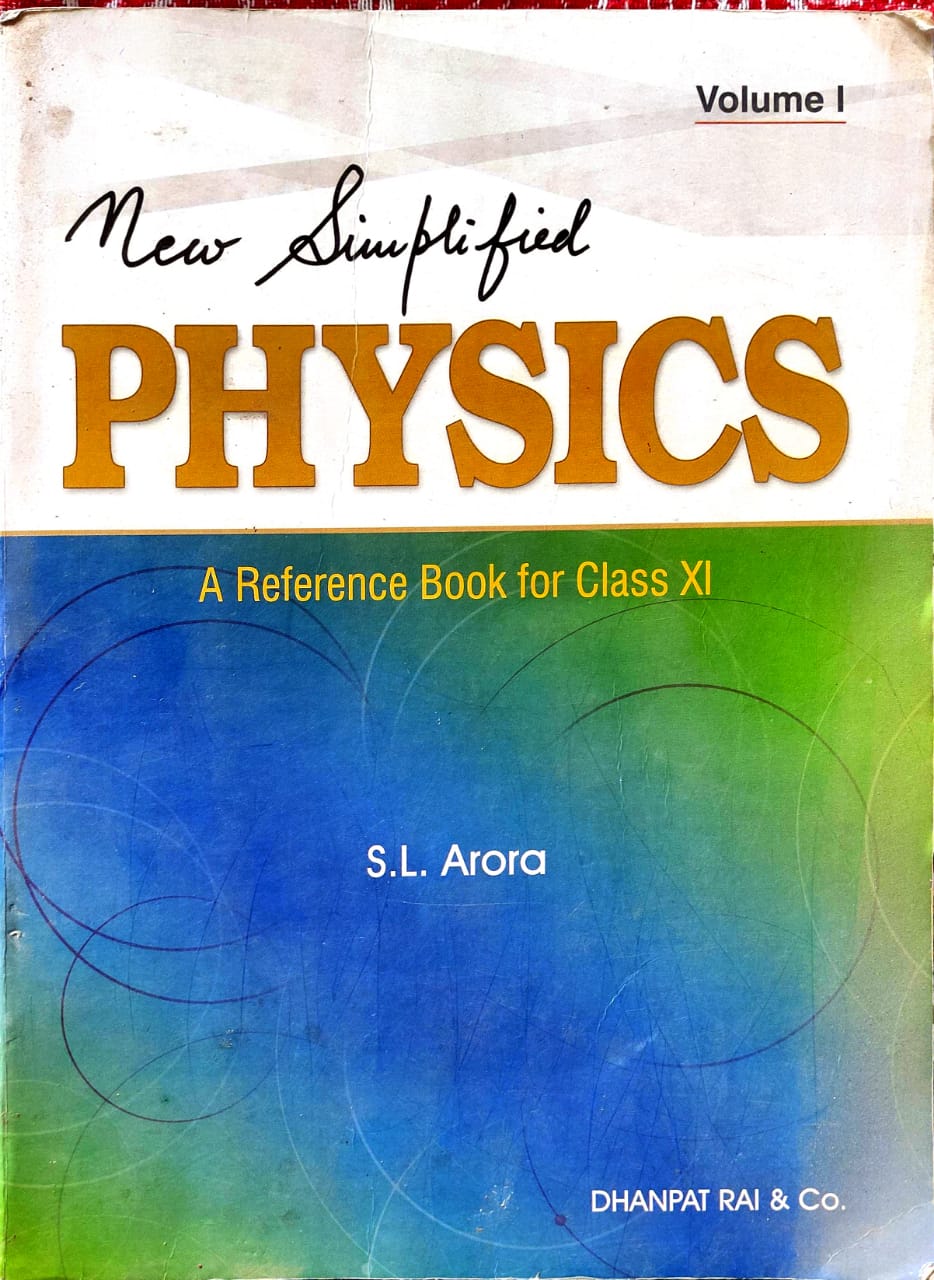 Volume I
New Simplified
PHYSICS
A Reference Book for Class XI
S.L. Arora
DHANPAT RAI & Co.